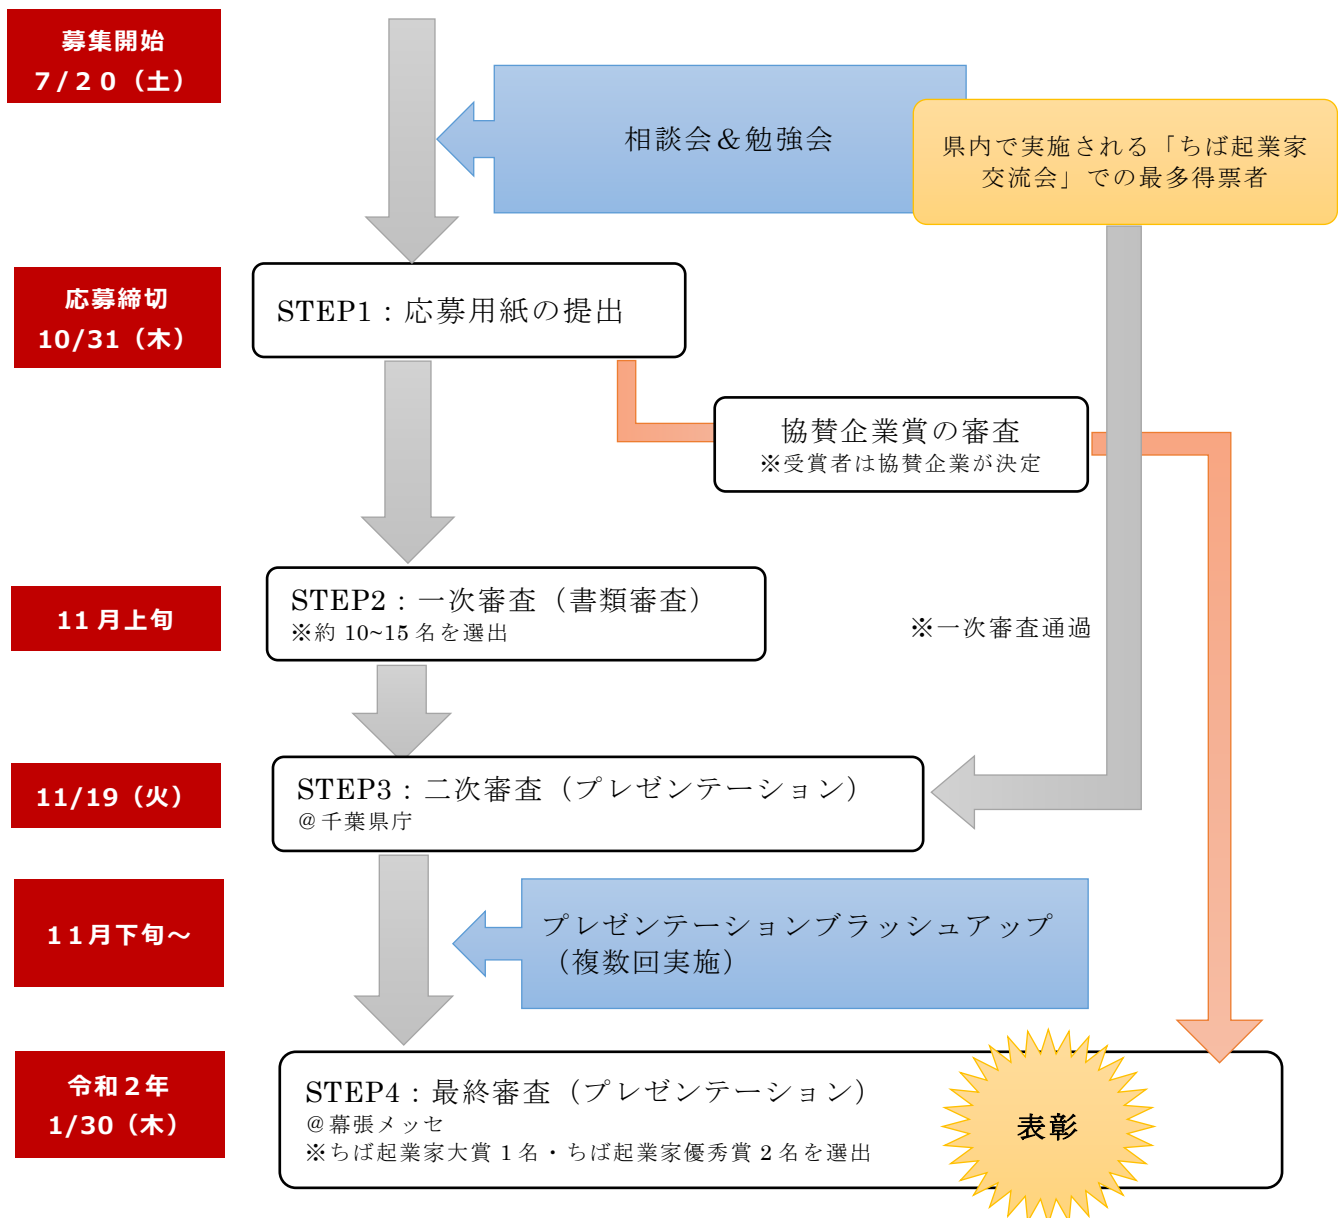 募集開始
7/20（土）
相談会＆勉強会
県内で実施される「ちば起業家
交流会」での最多得票者
応募締切
10/31（木）
STEP1：応募用紙の提出
協賛企業賞の審査
※受賞者は協賛企業が決定
11月上旬
STEP2：一次審査（書類審査）
※約 10~15 名を選出
※一次審査通過
11/19（火）
STEP3：二次審査（プレゼンテーション）
＠千葉県庁
11月下旬～
プレゼンテーションブラッシュアップ
（複数回実施）
令和２年
1/30（木）
STEP4：最終審査（プレゼンテーション）
＠幕張メッセ
※ちば起業家大賞 1 名・ちば起業家優秀賞 2 名を選出
表彰